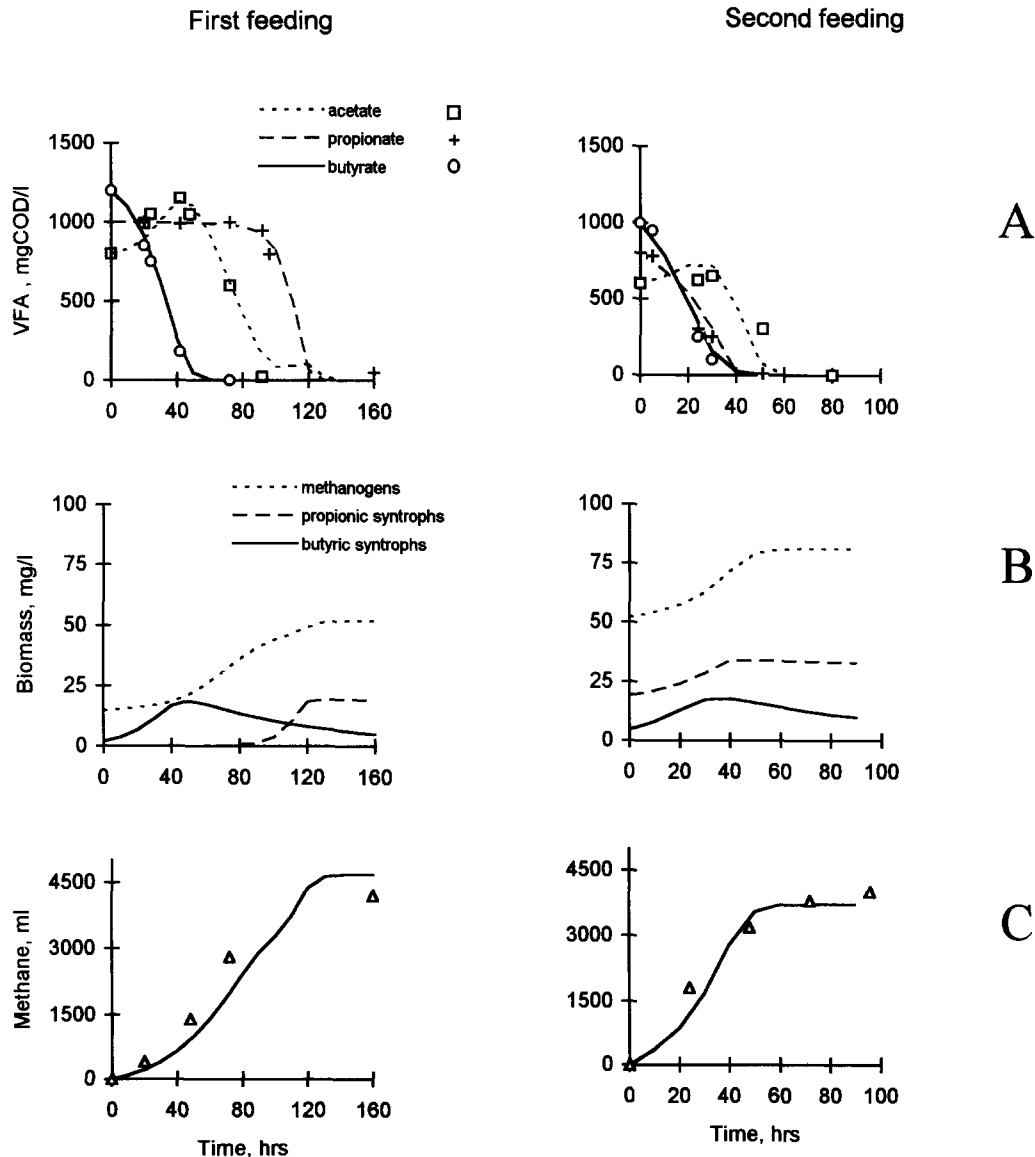 First feeding
Second feeding
acetate
propionate
butyrate
VFA , mgCOD/l
1500
1000
500
0
0 40 80 120 160
1500
1000
500
0
0 20 40 60 80 100
A
methanogens
propionic syntrophs
butyric syntrophs
Biomass, mg/l
100
75
50
25
0
0 40 80 120 160
100
75
50
25
0
0 20 40 60 80 100
B
Methane, ml
4500
3000
1500
0
0 40 80 120 160
Time, hrs
4500
3000
1500
0
0 20 40 60 80 100
Time, hrs
C